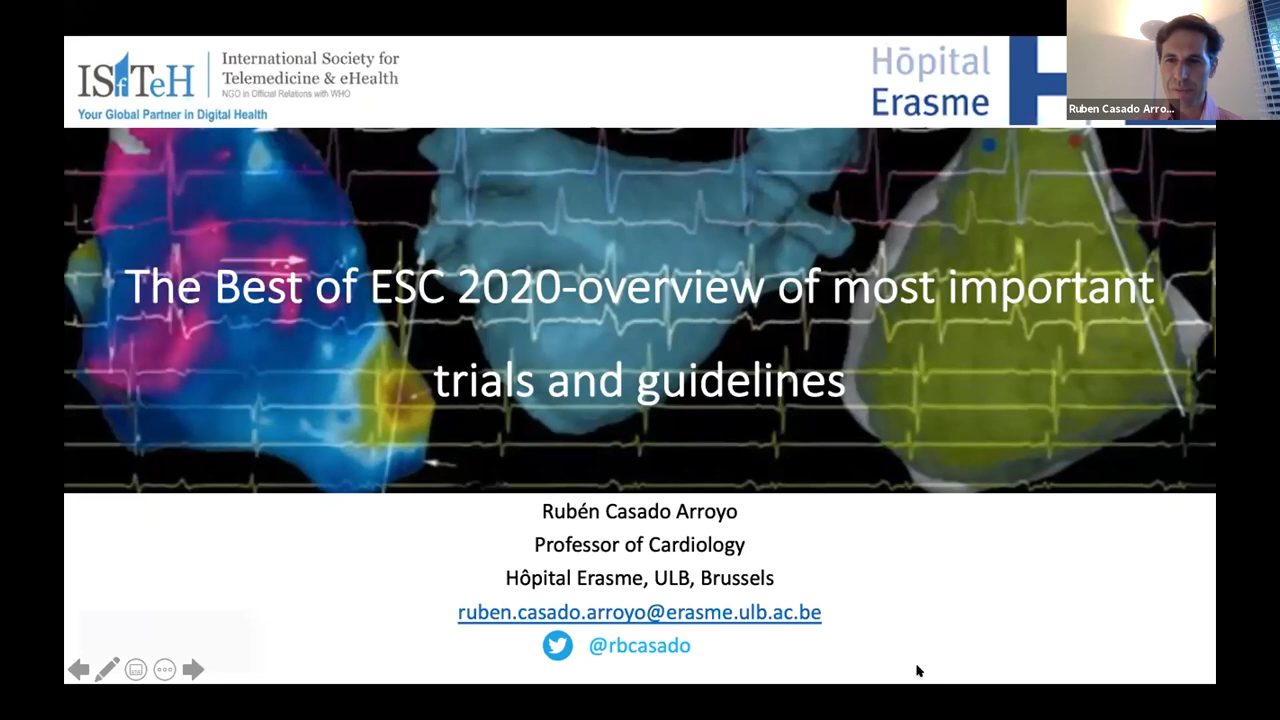 ISfTeH
International Society for
Telemedicine & eHealth
NGO in Official Relations with WHO
Your Global Partner in Digital Health
Hōpital
Erasme
Ruben Casado Arro...
The Best of ESC 2020-overview of most important
trials and guidelines
Rubén Casado Arroyo
Professor of Cardiology
Hôpital Erasme, ULB, Brussels
ruben.casado.arroyo@erasme.ulb.ac.be
@rbcasado